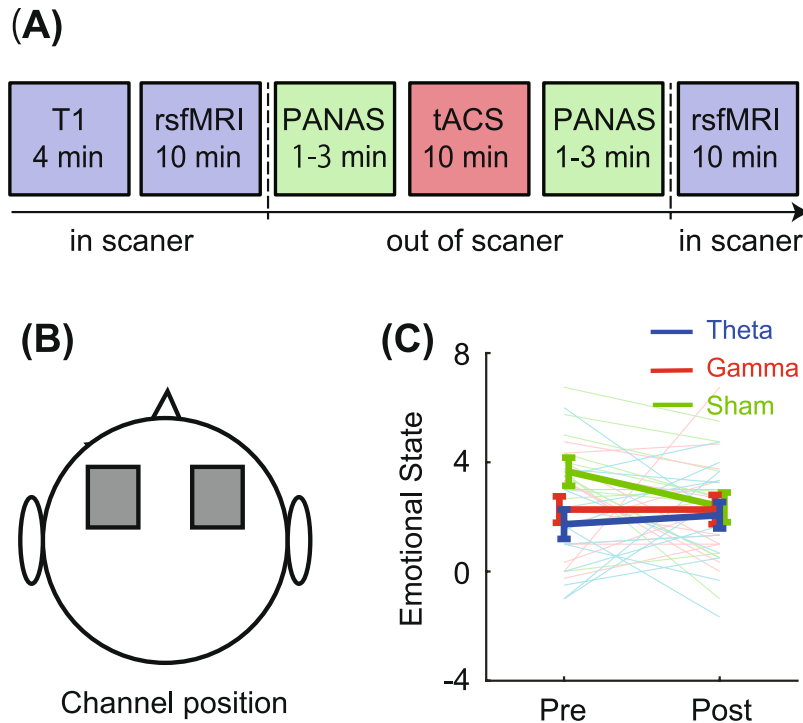 (A)
T1 rsfMRI PANAS tACS PANAS rsfMRI
4 min 10 min 1-3 min 10 min 1-3 min 10 min
in scaner out of scaner in scaner
(B)
Channel position
(C)
Theta
Gamma
Sham
Emotional State
8
4
0
-4
Pre Post